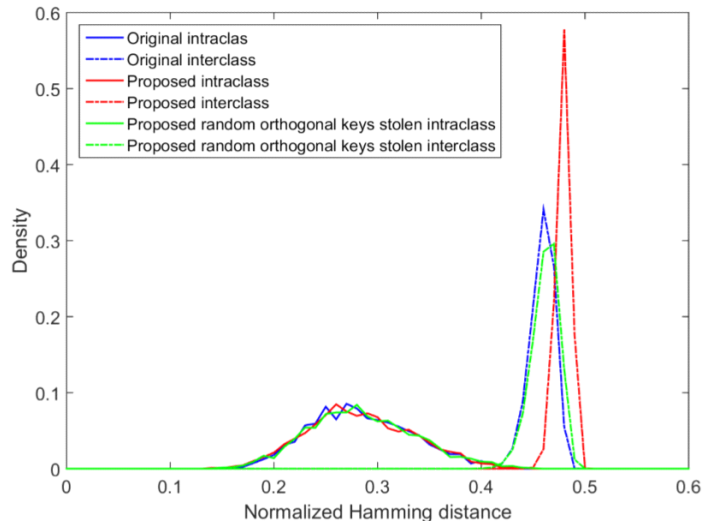 0.6
0.5
0.4
0.3
0.2
0.1
0
Density
Original intraclas
Original interclass
Proposed intraclass
Proposed interclass
Proposed random orthogonal keys stolen intraclass
Proposed random orthogonal keys stolen interclass
0 0.1 0.2 0.3 0.4 0.5 0.6
Normalized Hamming distance